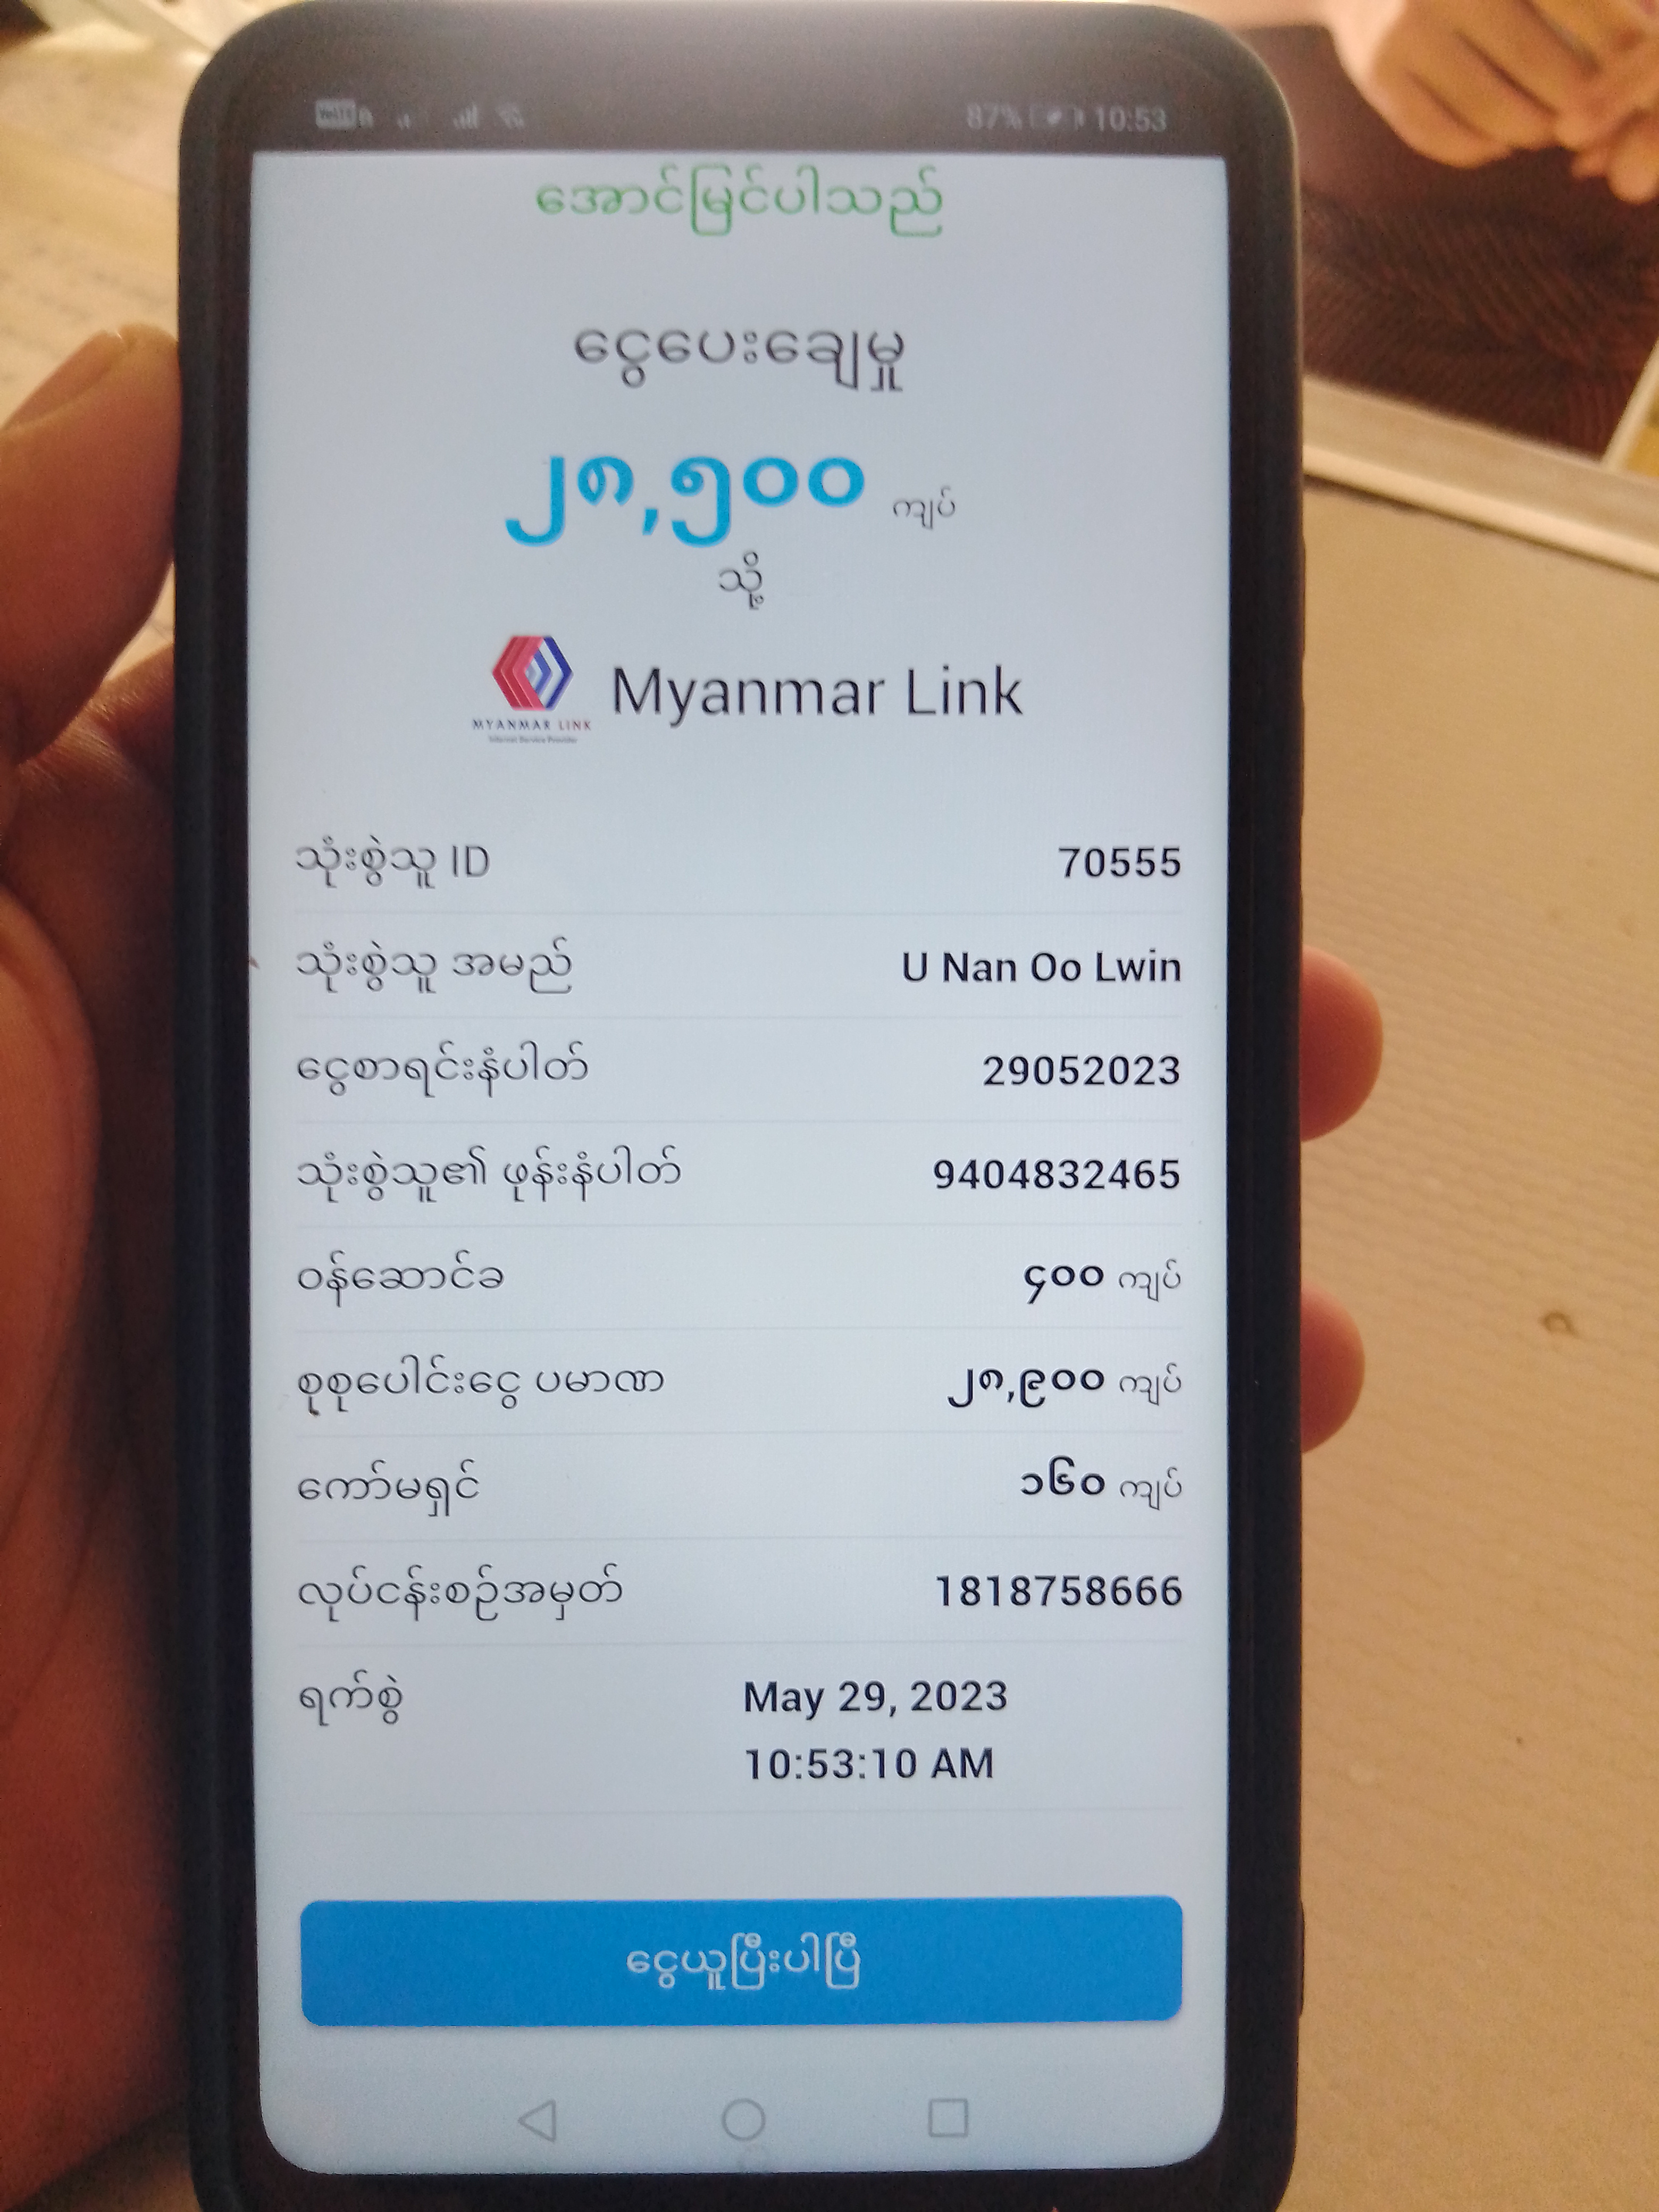 87% 10:53
အောင်မြင်ပါသည်
ငွေပေးချေမှု
၂၈,၅၀၀ ကျပ်
သို့
MYANMAR LINK
Internet Service Provider
Myanmar Link
သုံးစွဲသူ ID 70555
သုံးစွဲသူ အမည် U Nan Oo Lwin
ငွေစာရင်းနံပါတ် 29052023
သုံးစွဲသူ၏ ဖုန်းနံပါတ် 9404832465
ဝန်ဆောင်ခ ၄၀၀ ကျပ်
စုစုပေါင်းငွေ ပမာဏ ၂၈,၉၀၀ ကျပ်
ကော်မရှင် ၁၆၀ ကျပ်
လုပ်ငန်းစဉ်အမှတ် 1818758666
ရက်စွဲ May 29, 2023
10:53:10 AM
ငွေယူပြီးပါပြီ